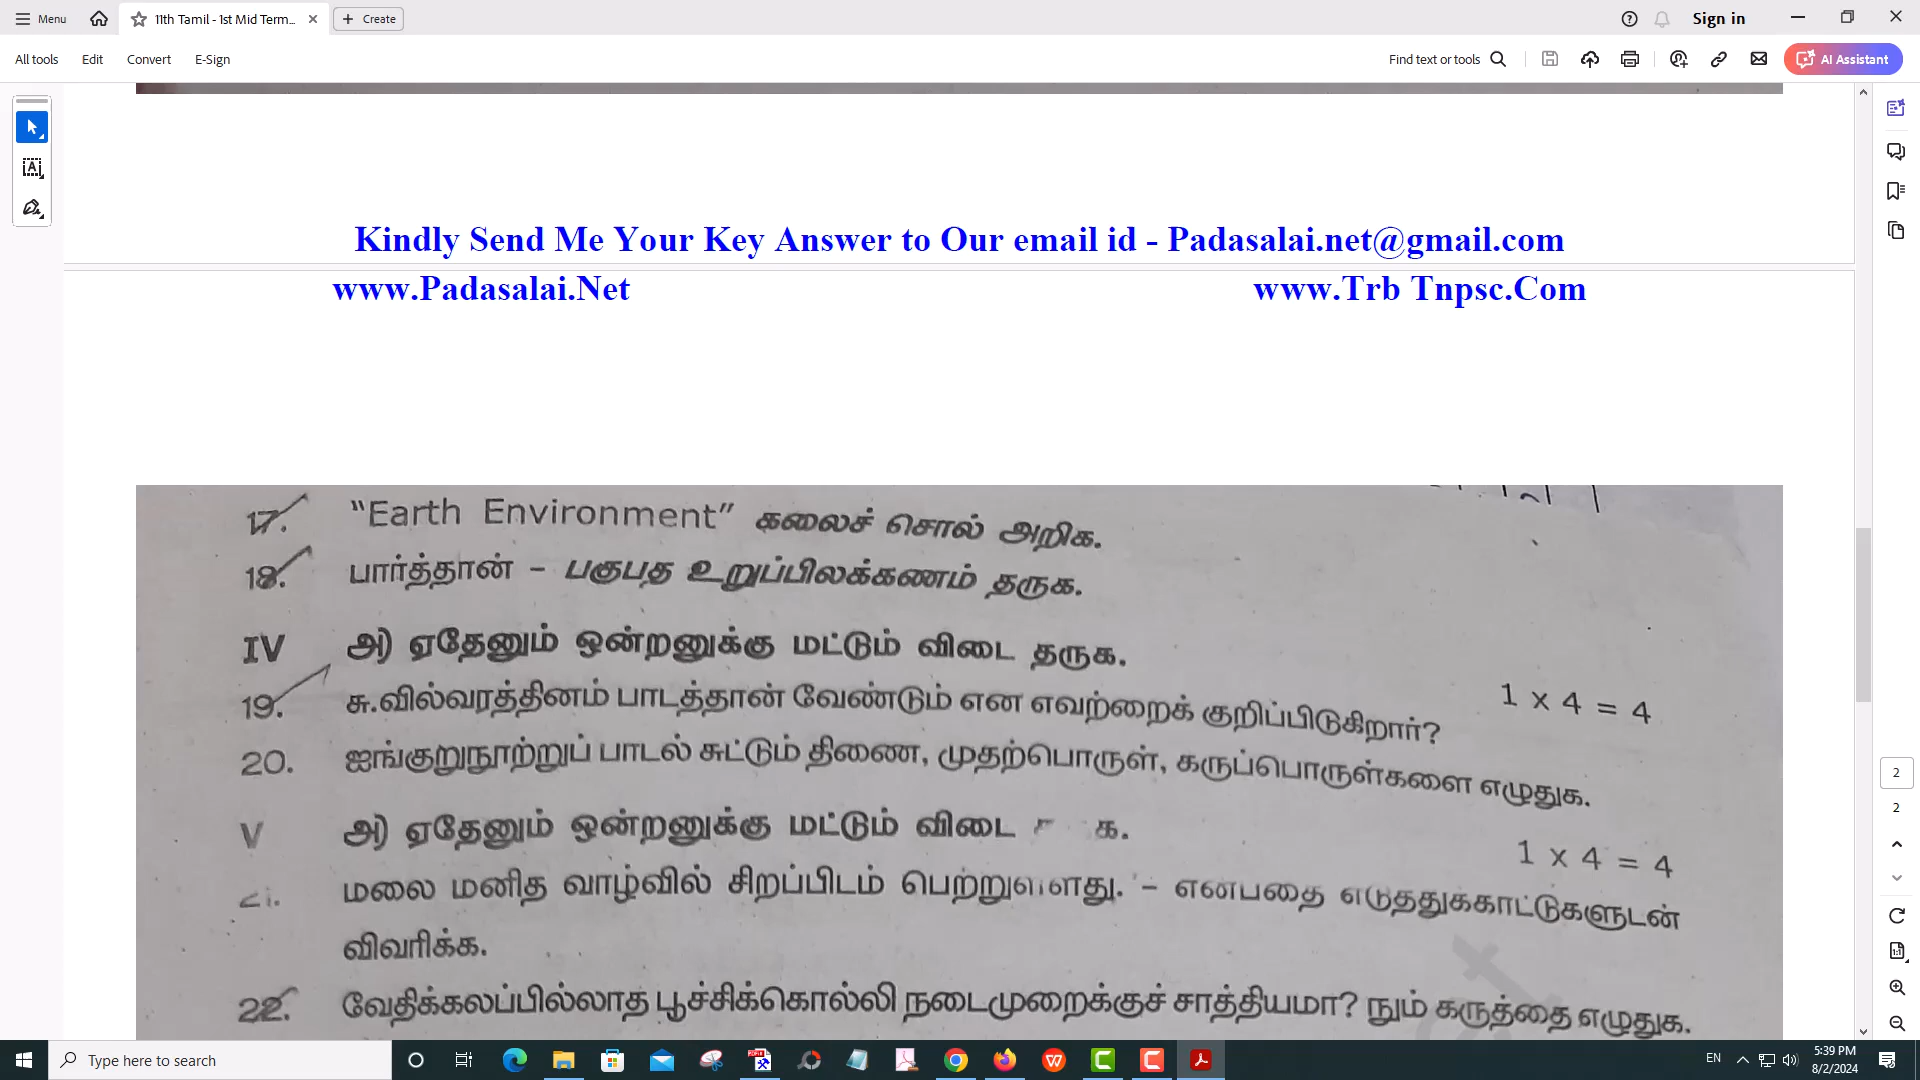 Menu
11th Tamil - 1st Mid Term...
Create
Sign in
All tools
Edit
Convert
E-Sign
Find text or tools
AI Assistant
Kindly Send Me Your Key Answer to Our email id - Padasalai.net@gmail.com
www.Padasalai.Net www.Trb Tnpsc.Com
17. "Earth Environment" கலைச் சொல் அறிக.
18. பார்த்தான் - பகுபத உறுப்பிலக்கணம் தருக.
IV அ) ஏதேனும் ஒன்றனுக்கு மட்டும் விடை தருக. 1 x 4 = 4
19. சு.வில்வரத்தினம் பாடத்தான் வேண்டும் என எவற்றைக் குறிப்பிடுகிறார்?
20. ஐங்குறுநூற்றுப் பாடல் சுட்டும் திணை, முதற்பொருள், கருப்பொருள்களை எழுதுக.
V அ) ஏதேனும் ஒன்றனுக்கு மட்டும் விடை 1 x 4 = 4
21. மலை மனித வாழ்வில் சிறப்பிடம் பெற்றுள்ளது. - என்பதை எடுத்துக்காட்டுகளுடன்
விவரிக்க.
22. வேதிக்கலப்பில்லாத பூச்சிக்கொல்லி நடைமுறைக்குச் சாத்தியமா? நும் கருத்தை எழுதுக.
2
2
Type here to search
EN
5:39 PM
8/2/2024